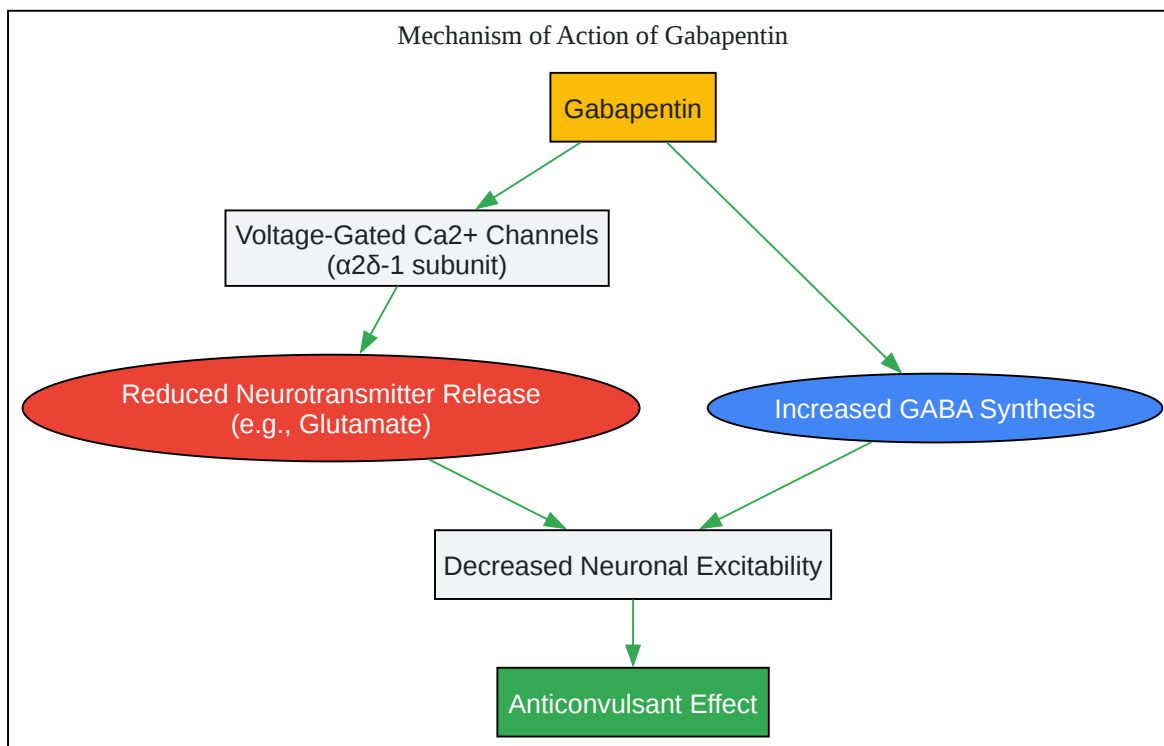 Mechanism of Action of Gabapentin
Gabapentin
Voltage-Gated Ca2+ Channels
(α2δ-1 subunit)
Reduced Neurotransmitter Release
(e.g., Glutamate)
Increased GABA Synthesis
Decreased Neuronal Excitability
Anticonvulsant Effect